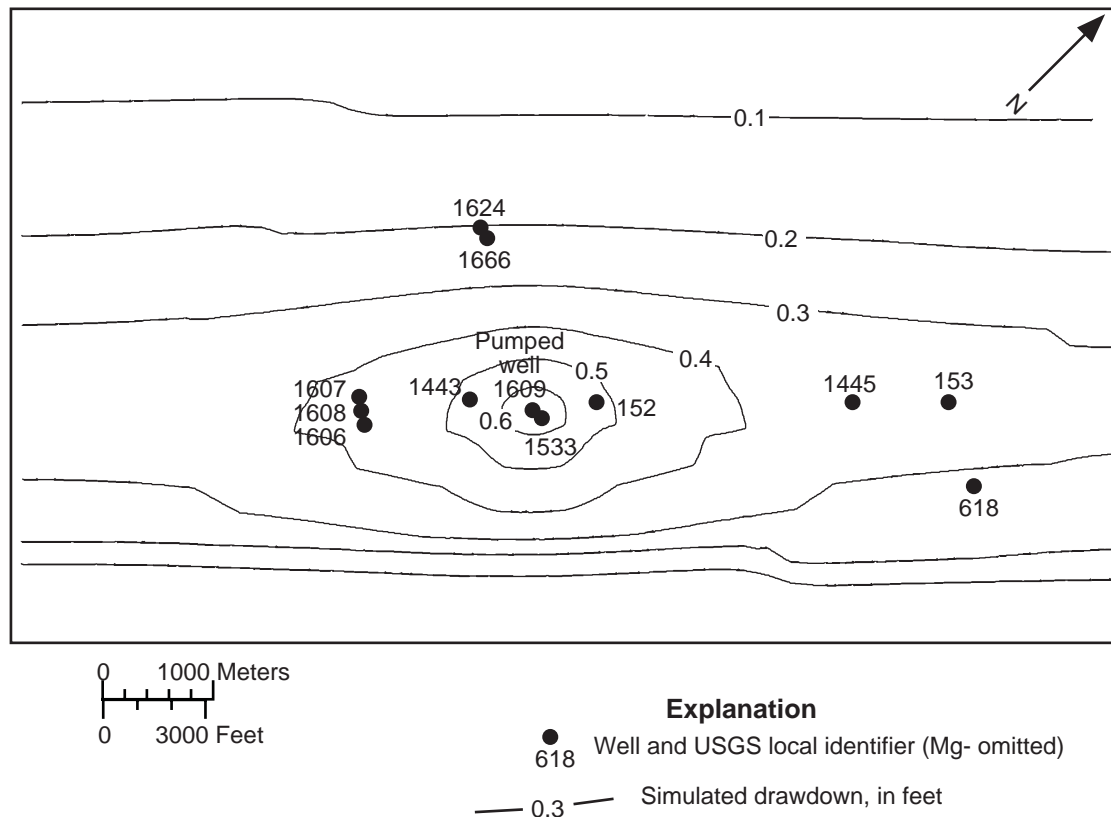 N
0.1
1624
0.2
1666
0.3
Pumped
well
0.4
0.5
1607
1443
1609
1445
153
1608
152
0.6
1606
1533
618
0 1000 Meters
0 3000 Feet
Explanation
618 Well and USGS local identifier (Mg- omitted)
0.3 Simulated drawdown, in feet